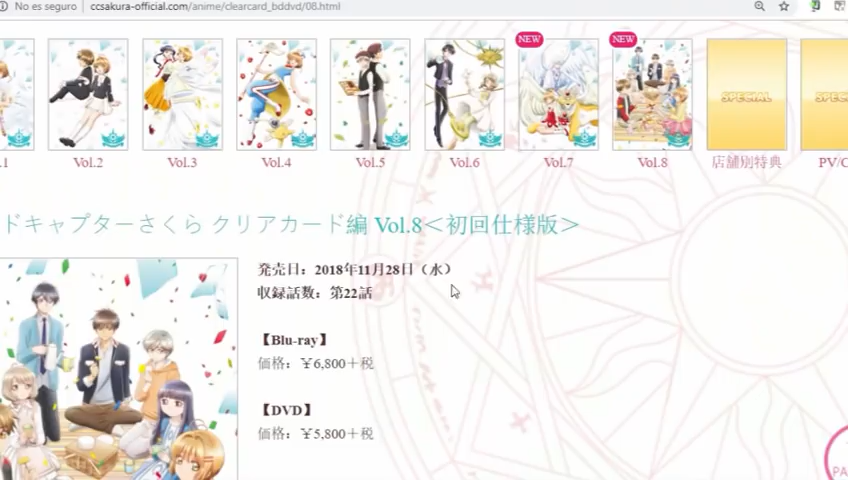 No es seguro | ccsakura-official.com/anime/clearcard_bddvd/08.html
NEW NEW
SPECIAL SPEC
.1 Vol.2 Vol.3 Vol.4 Vol.5 Vol.6 Vol.7 Vol.8 店舗別特典 PV/C
ドキャプターさくら クリアカード編 Vol.8＜初回仕様版＞
発売日：2018年11月28日（水）
収録話数：第22話
【Blu-ray】
価格：￥6,800＋税
【DVD】
価格：￥5,800＋税
PA